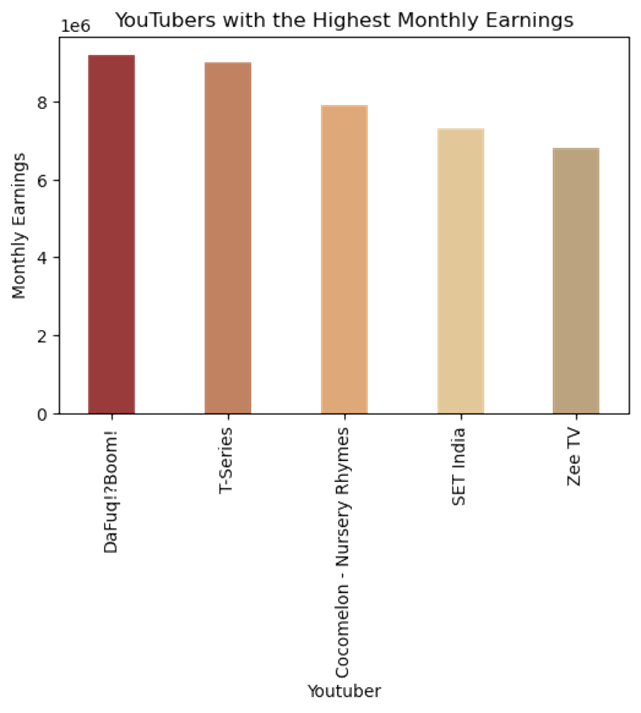 YouTubers with the Highest Monthly Earnings
1e6
8
6
4
2
0
Monthly Earnings
DaFuq!?Boom!
T-Series
Cocomelon - Nursery Rhymes
SET India
Zee TV
Youtuber